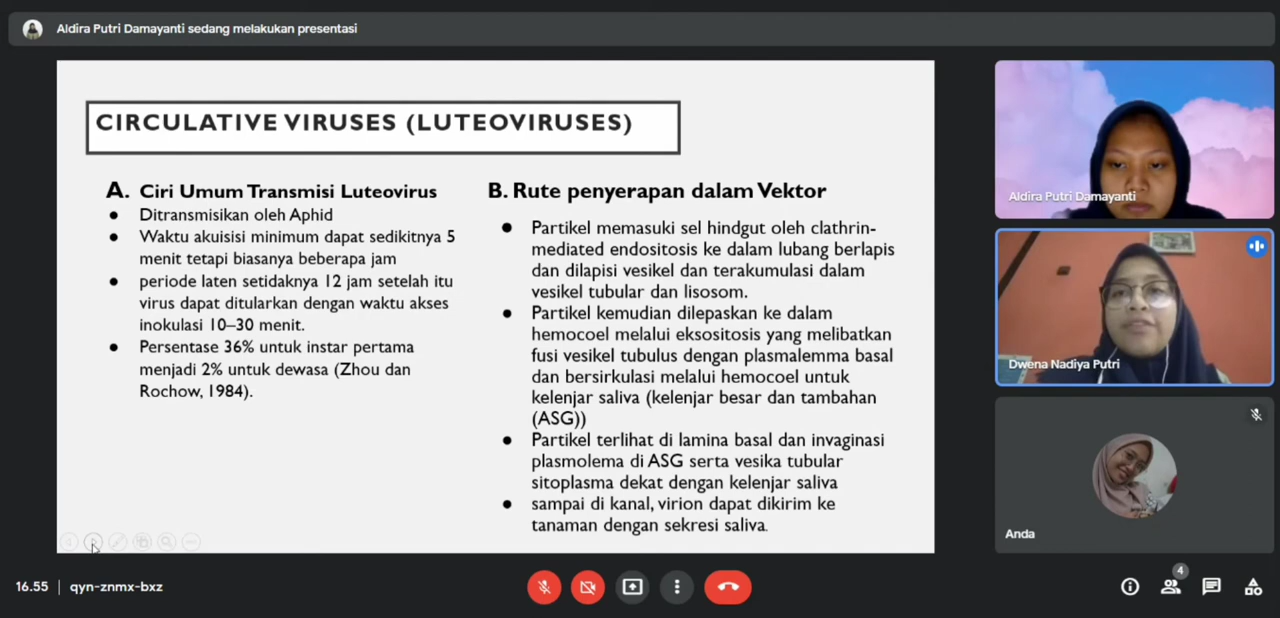 Aldira Putri Damayanti sedang melakukan presentasi
CIRCULATIVE VIRUSES (LUTEOVIRUSES)
A. Ciri Umum Transmisi Luteovirus
● Ditransmisikan oleh Aphid
● Waktu akuisisi minimum dapat sedikitnya 5
menit tetapi biasanya beberapa jam
● periode laten setidaknya 12 jam setelah itu
virus dapat ditularkan dengan waktu akses
inokulasi 10–30 menit.
● Persentase 36% untuk instar pertama
menjadi 2% untuk dewasa (Zhou dan
Rochow, 1984).
B. Rute penyerapan dalam Vektor
● Partikel memasuki sel hindgut oleh clathrin-
mediated endositosis ke dalam lubang berlapis
dan dilapisi vesikel dan terakumulasi dalam
vesikel tubular dan lisosom.
● Partikel kemudian dilepaskan ke dalam
hemocoel melalui eksositosis yang melibatkan
fusi vesikel tubulus dengan plasmalemma basal
dan bersirkulasi melalui hemocoel untuk
kelenjar saliva (kelenjar besar dan tambahan
(ASG))
● Partikel terlihat di lamina basal dan invaginasi
plasmolema di ASG serta vesika tubular
sitoplasma dekat dengan kelenjar saliva
● sampai di kanal, virion dapat dikirim ke
tanaman dengan sekresi saliva.
Aldira Putri Damayanti
Dwena Nadiya Putri
Anda
16.55 | qyn-znmx-bxz
4